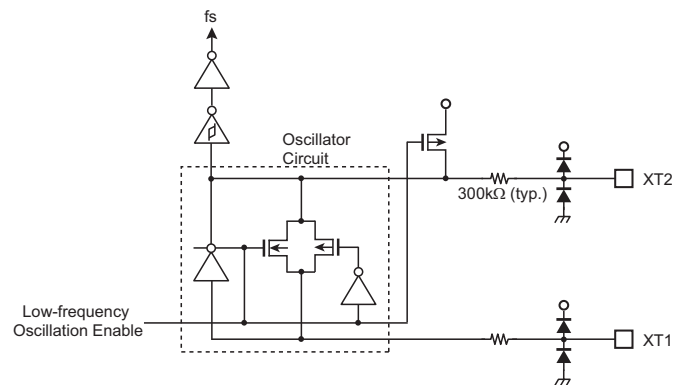 fs
Oscillator
Circuit
300kΩ (typ.)
XT2
Low-frequency
Oscillation Enable
XT1